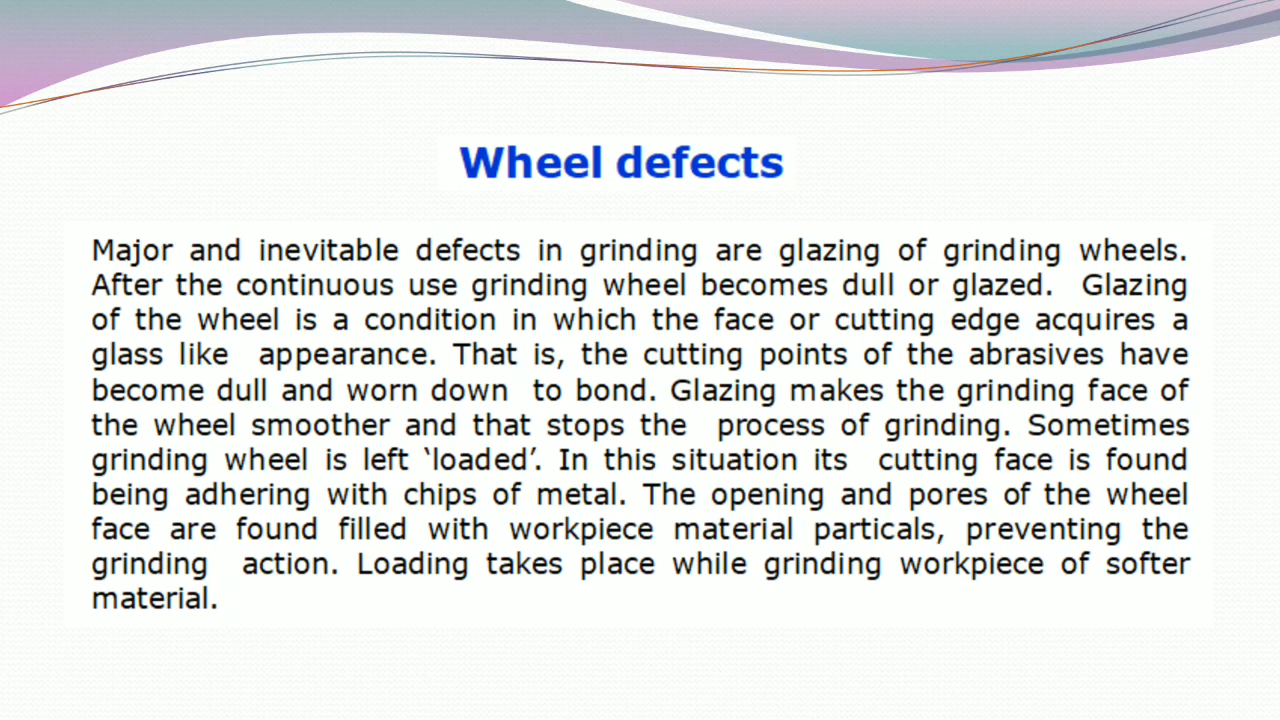 Wheel defects
Major and inevitable defects in grinding are glazing of grinding wheels.
After the continuous use grinding wheel becomes dull or glazed. Glazing
of the wheel is a condition in which the face or cutting edge acquires a
glass like appearance. That is, the cutting points of the abrasives have
become dull and worn down to bond. Glazing makes the grinding face of
the wheel smoother and that stops the process of grinding. Sometimes
grinding wheel is left ‘loaded’. In this situation its cutting face is found
being adhering with chips of metal. The opening and pores of the wheel
face are found filled with workpiece material particals, preventing the
grinding action. Loading takes place while grinding workpiece of softer
material.